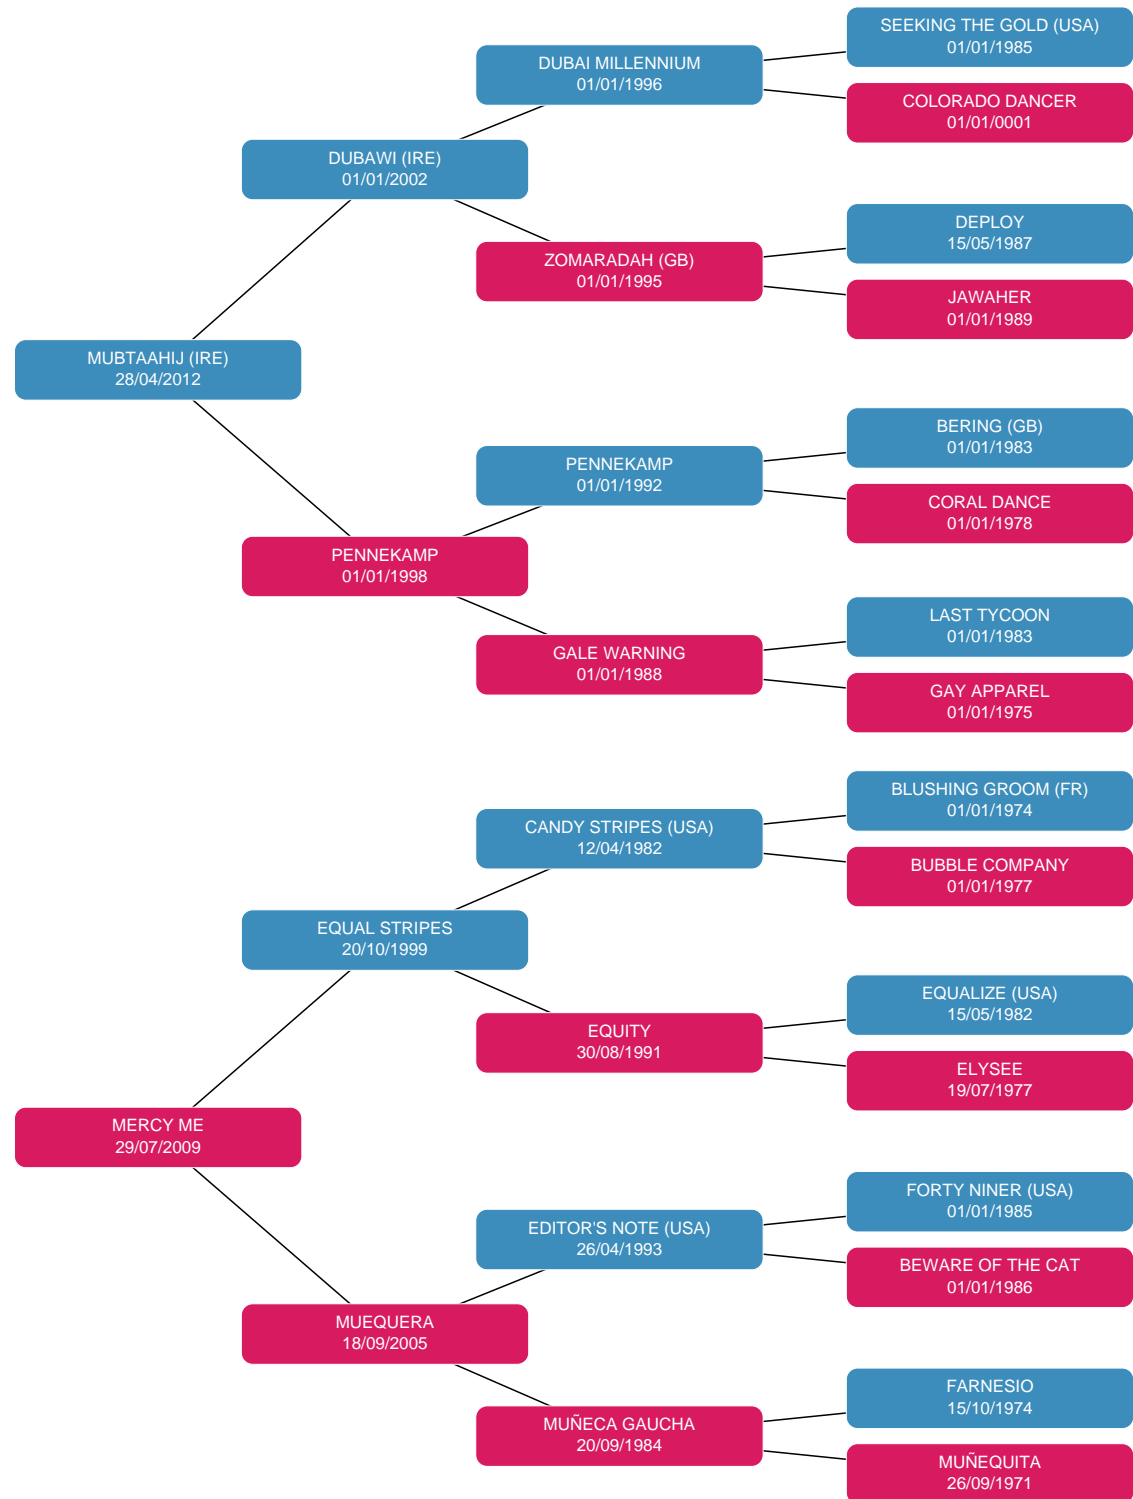 SEEKING THE GOLD (USA)
01/01/1985
DUBAI MILLENNIUM
01/01/1996
COLORADO DANCER
01/01/0001
DUBAWI (IRE)
01/01/2002
DEPLOY
15/05/1987
ZOMARADAH (GB)
01/01/1995
JAWAHER
01/01/1989
MUBTAAHIJ (IRE)
28/04/2012
BERING (GB)
01/01/1983
PENNEKAMP
01/01/1992
CORAL DANCE
01/01/1978
PENNEKAMP
01/01/1998
LAST TYCOON
01/01/1983
GALE WARNING
01/01/1988
GAY APPAREL
01/01/1975
BLUSHING GROOM (FR)
01/01/1974
CANDY STRIPES (USA)
12/04/1982
BUBBLE COMPANY
01/01/1977
EQUAL STRIPES
20/10/1999
EQUALIZE (USA)
15/05/1982
EQUITY
30/08/1991
ELYSEE
19/07/1977
MERCY ME
29/07/2009
FORTY NINER (USA)
01/01/1985
EDITOR'S NOTE (USA)
26/04/1993
BEWARE OF THE CAT
01/01/1986
MUEQUERA
18/09/2005
FARNESIO
15/10/1974
MUÑECA GAUCHA
20/09/1984
MUÑEQUITA
26/09/1971